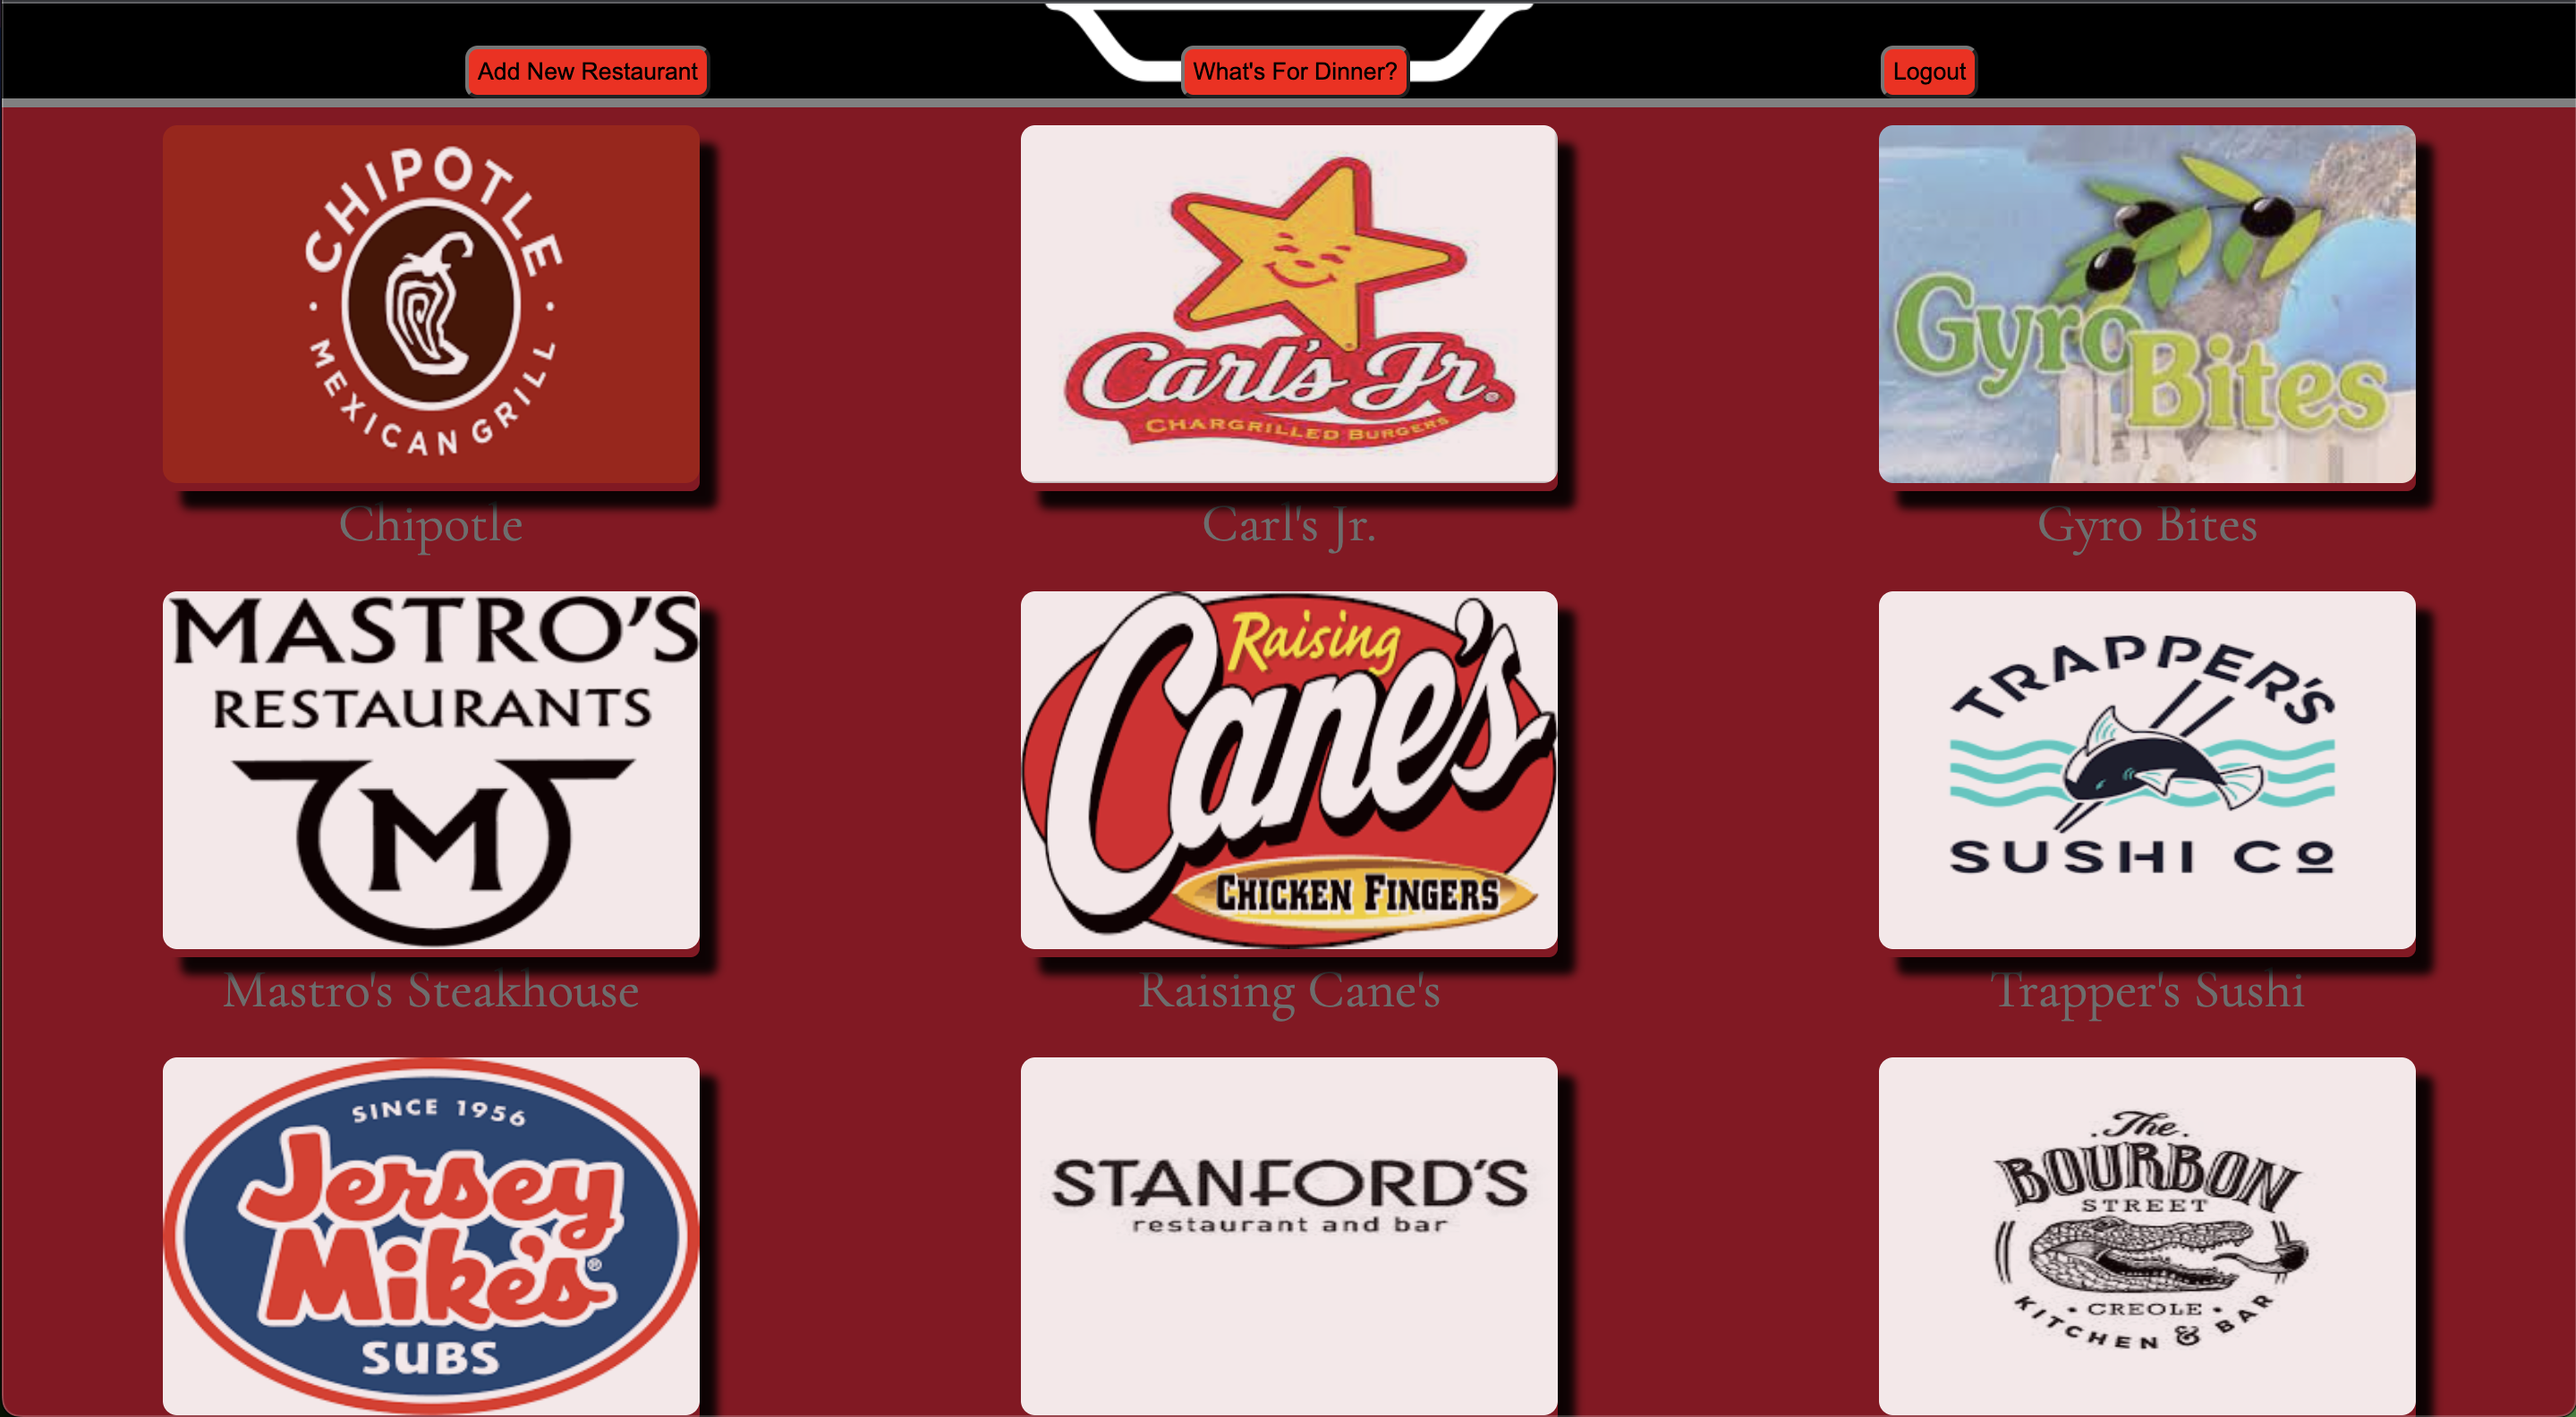 Add New Restaurant
What's For Dinner?
Logout
CHIPOTLE
MEXICAN GRILL
Carl's Jr.®
CHARGRILLED BURGERS
Gyro
Bites
Chipotle
Carl's Jr.
Gyro Bites
MASTRO'S
RESTAURANTS
M
Raising
Cane's
CHICKEN FINGERS
TRAPPER'S
SUSHI Co
Mastro's Steakhouse
Raising Cane's
Trapper's Sushi
SINCE 1956
Jersey
Mike's®
SUBS
STANFORD'S
restaurant and bar
The
BOURBON
STREET
CREOLE
KITCHEN & BAR